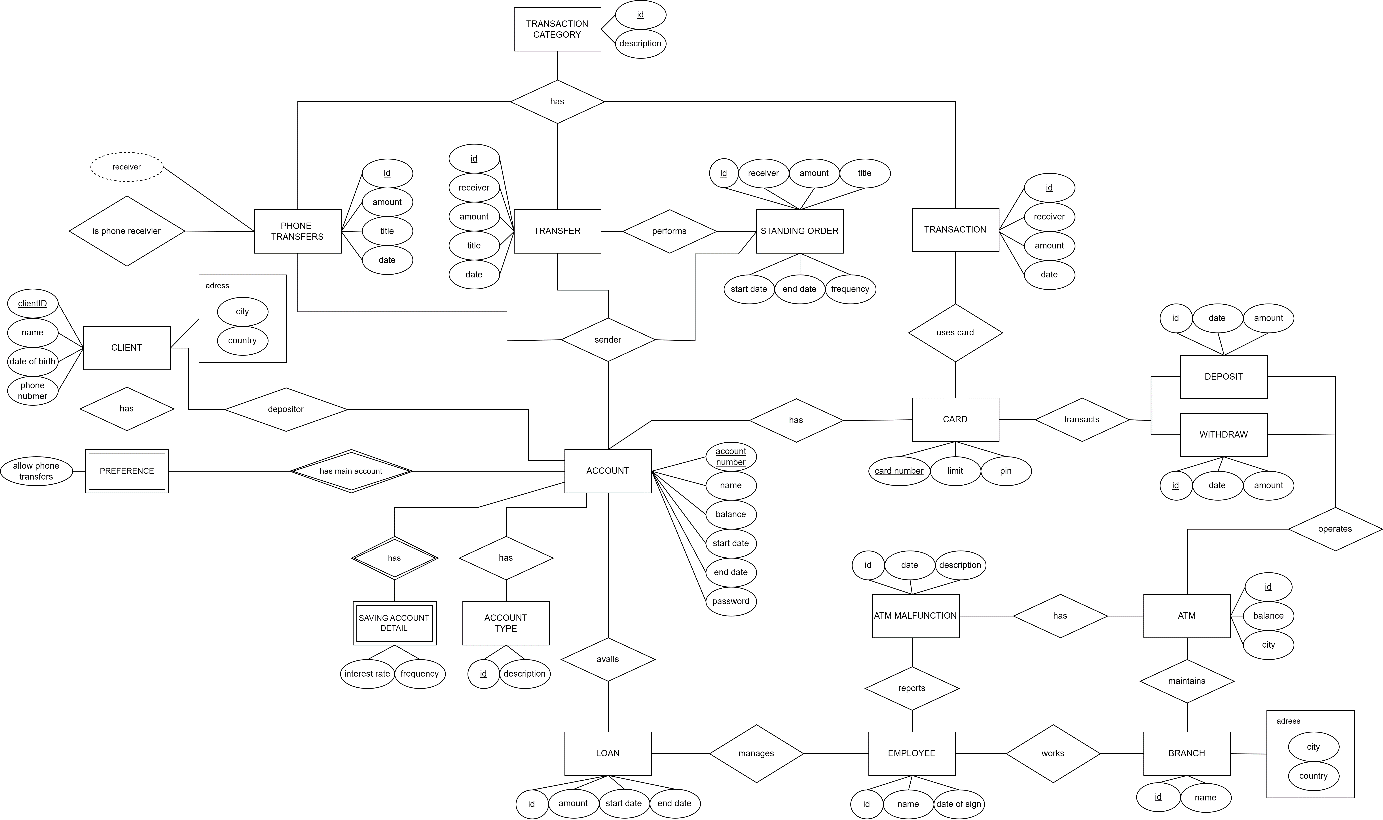 TRANSACTION
CATEGORY
id
description
has
receiver
Is phone receivier
PHONE
TRANSFERS
id
amount
title
date
id
receiver
amount
title
date
TRANSFER
performs
id
receiver
amount
title
STANDING ORDER
start date
end date
frequency
TRANSACTION
id
receiver
amount
date
clientID
name
date of birth
phone
nubmer
CLIENT
adress
city
country
sender
uses card
id
date
amount
DEPOSIT
has
depositor
has
CARD
transacts
WITHDRAW
allow phone
transfers
PREFERENCE
has main account
ACCOUNT
account
number
name
balance
start date
end date
password
card number
limit
pin
id
date
amount
operates
has
has
SAVING ACCOUNT
DETAIL
ACCOUNT
TYPE
interest rate
frequency
id
description
id
date
description
ATM MALFUNCTION
has
ATM
id
balance
city
avails
reports
maintains
LOAN
manages
EMPLOYEE
works
BRANCH
adress
city
country
id
amount
start date
end date
id
name
date of sign
id
name